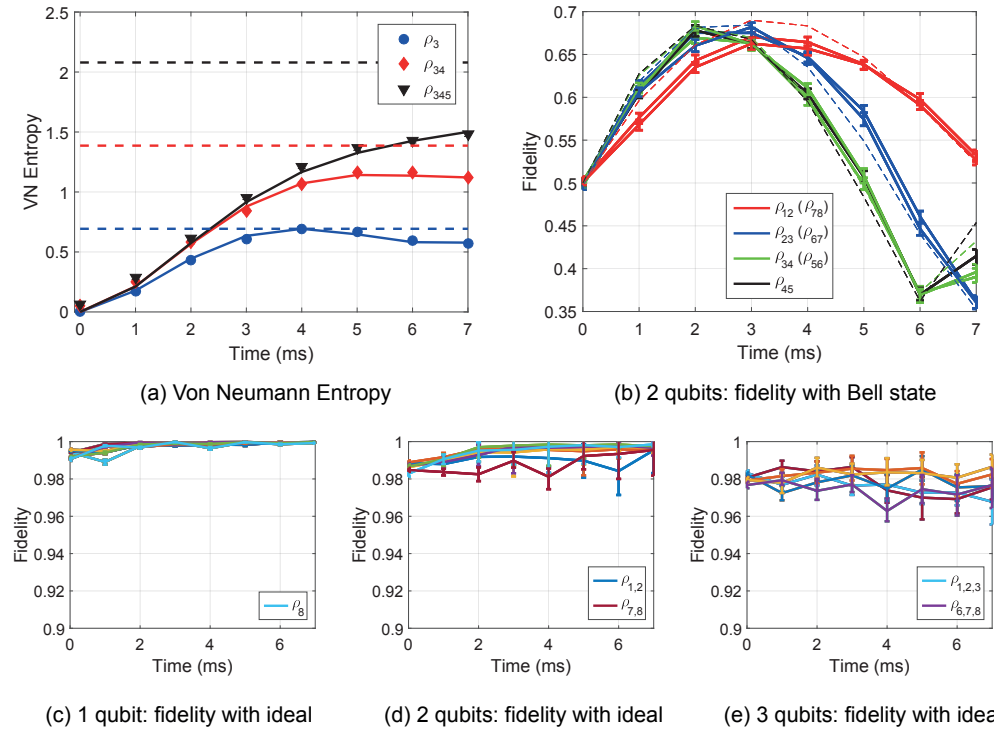 2.5
2
1.5
1
0.5
0
VN Entropy
ρ3
ρ34
ρ345
0 1 2 3 4 5 6 7
Time (ms)
(a) Von Neumann Entropy
0.7
0.65
0.6
0.55
0.5
0.45
0.4
0.35
Fidelity
ρ12 (ρ78)
ρ23 (ρ67)
ρ34 (ρ56)
ρ45
0 1 2 3 4 5 6 7
Time (ms)
(b) 2 qubits: fidelity with Bell state
1
0.98
0.96
0.94
0.92
0.9
Fidelity
ρ8
0 2 4 6
Time (ms)
(c) 1 qubit: fidelity with ideal
1
0.98
0.96
0.94
0.92
0.9
Fidelity
ρ1,2
ρ7,8
0 2 4 6
Time (ms)
(d) 2 qubits: fidelity with ideal
1
0.98
0.96
0.94
0.92
0.9
Fidelity
ρ1,2,3
ρ6,7,8
0 2 4 6
Time (ms)
(e) 3 qubits: fidelity with idea